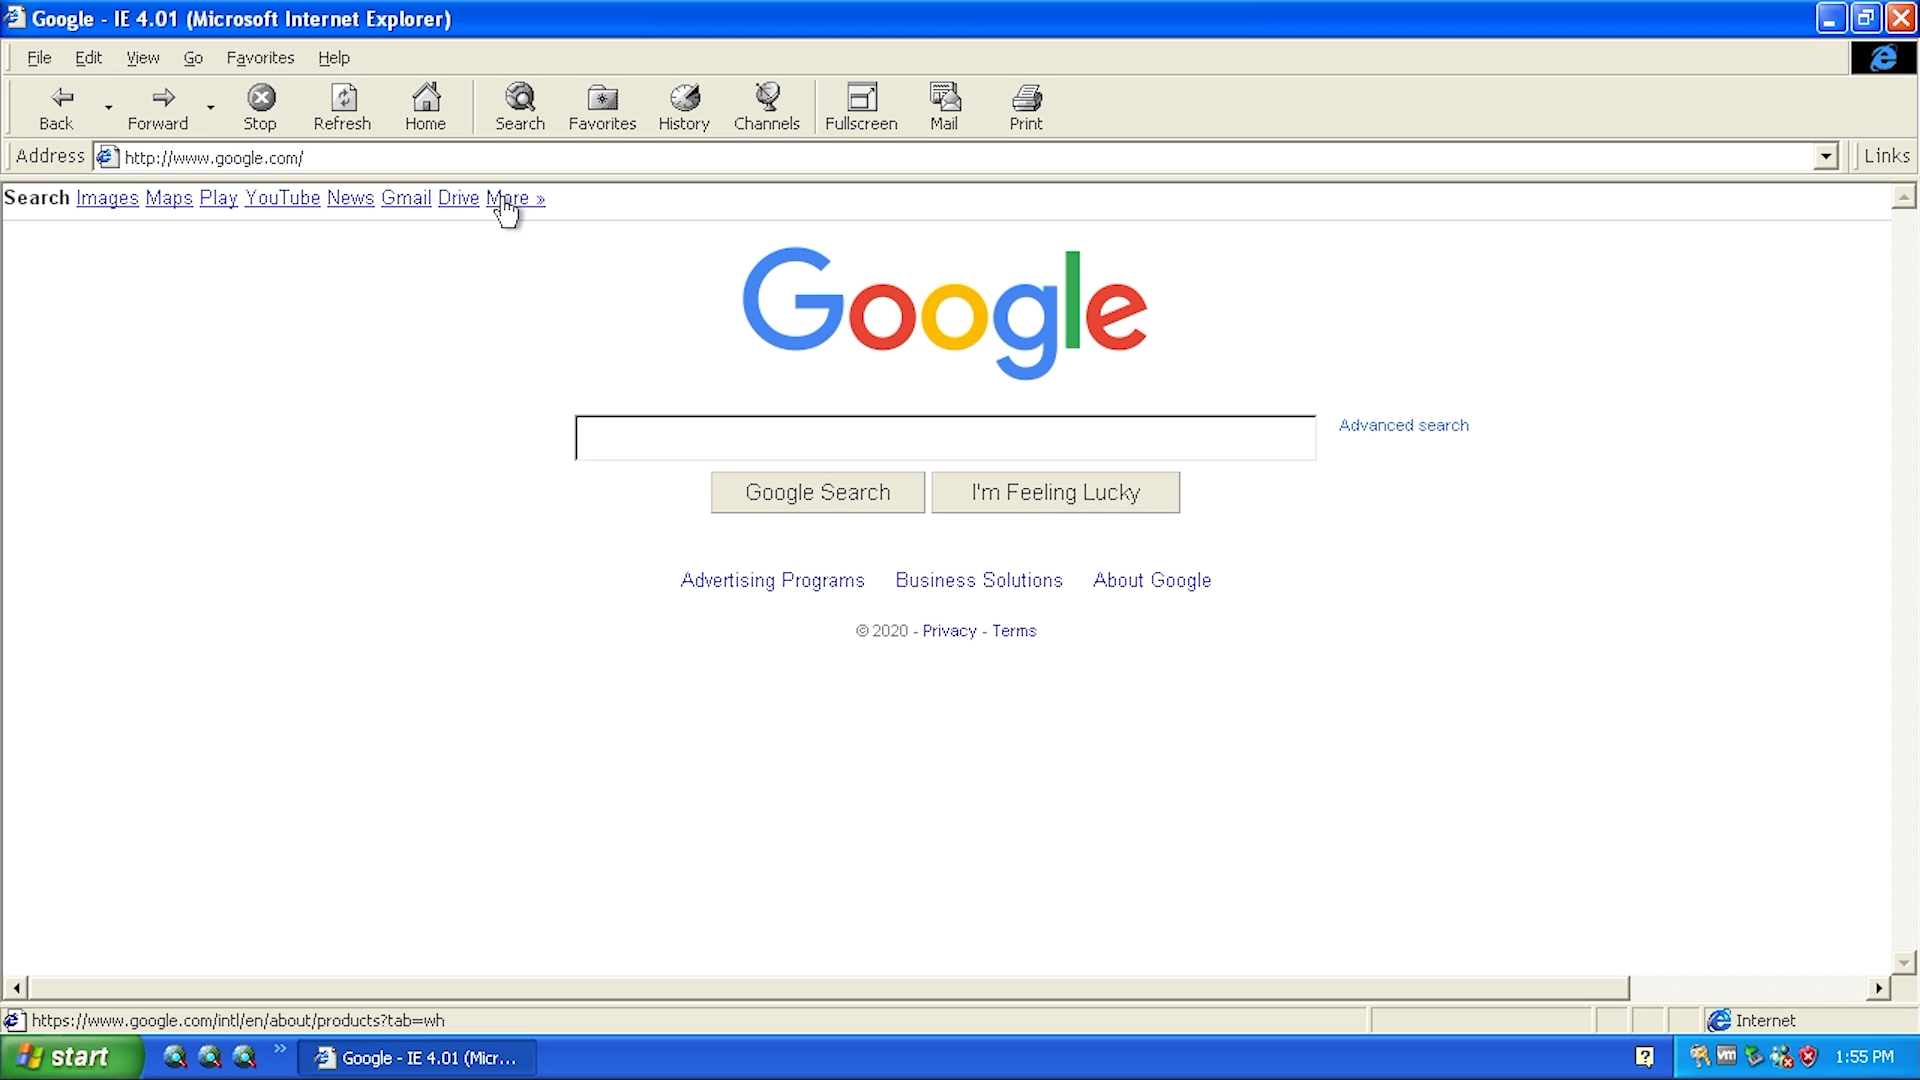 Google - IE 4.01 (Microsoft Internet Explorer)
File Edit View Go Favorites Help
Back Forward Stop Refresh Home Search Favorites History Channels Fullscreen Mail Print
Address http://www.google.com/ Links
Search Images Maps Play YouTube News Gmail Drive More »
Google
Advanced search
Google Search I'm Feeling Lucky
Advertising Programs Business Solutions About Google
© 2020 - Privacy - Terms
https://www.google.com/intl/en/about/products?tab=wh Internet
start » Google - IE 4.01 (Micr... ? vm 1:55 PM